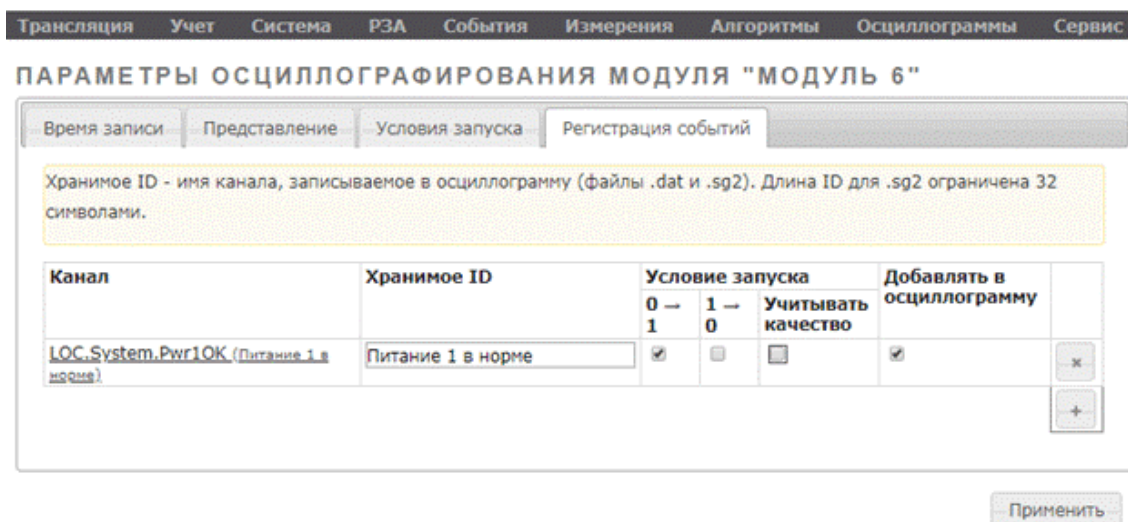 Трансляция Учет Система РЗА События Измерения Алгоритмы Осциллограммы Сервис
ПАРАМЕТРЫ ОСЦИЛЛОГРАФИРОВАНИЯ МОДУЛЯ "МОДУЛЬ 6"
Время записи Представление Условия запуска Регистрация событий
Хранимое ID - имя канала, записываемое в осциллограмму (файлы .dat и .sg2). Длина ID для .sg2 ограничена 32
символами.
Канал Хранимое ID Условие запуска Добавлять в
осциллограмму
0 → 1 → Учитывать
1 0 качество
LOC.System.Pwr1OK (Питание 1 в Питание 1 в норме ×
норме)
+
Применить